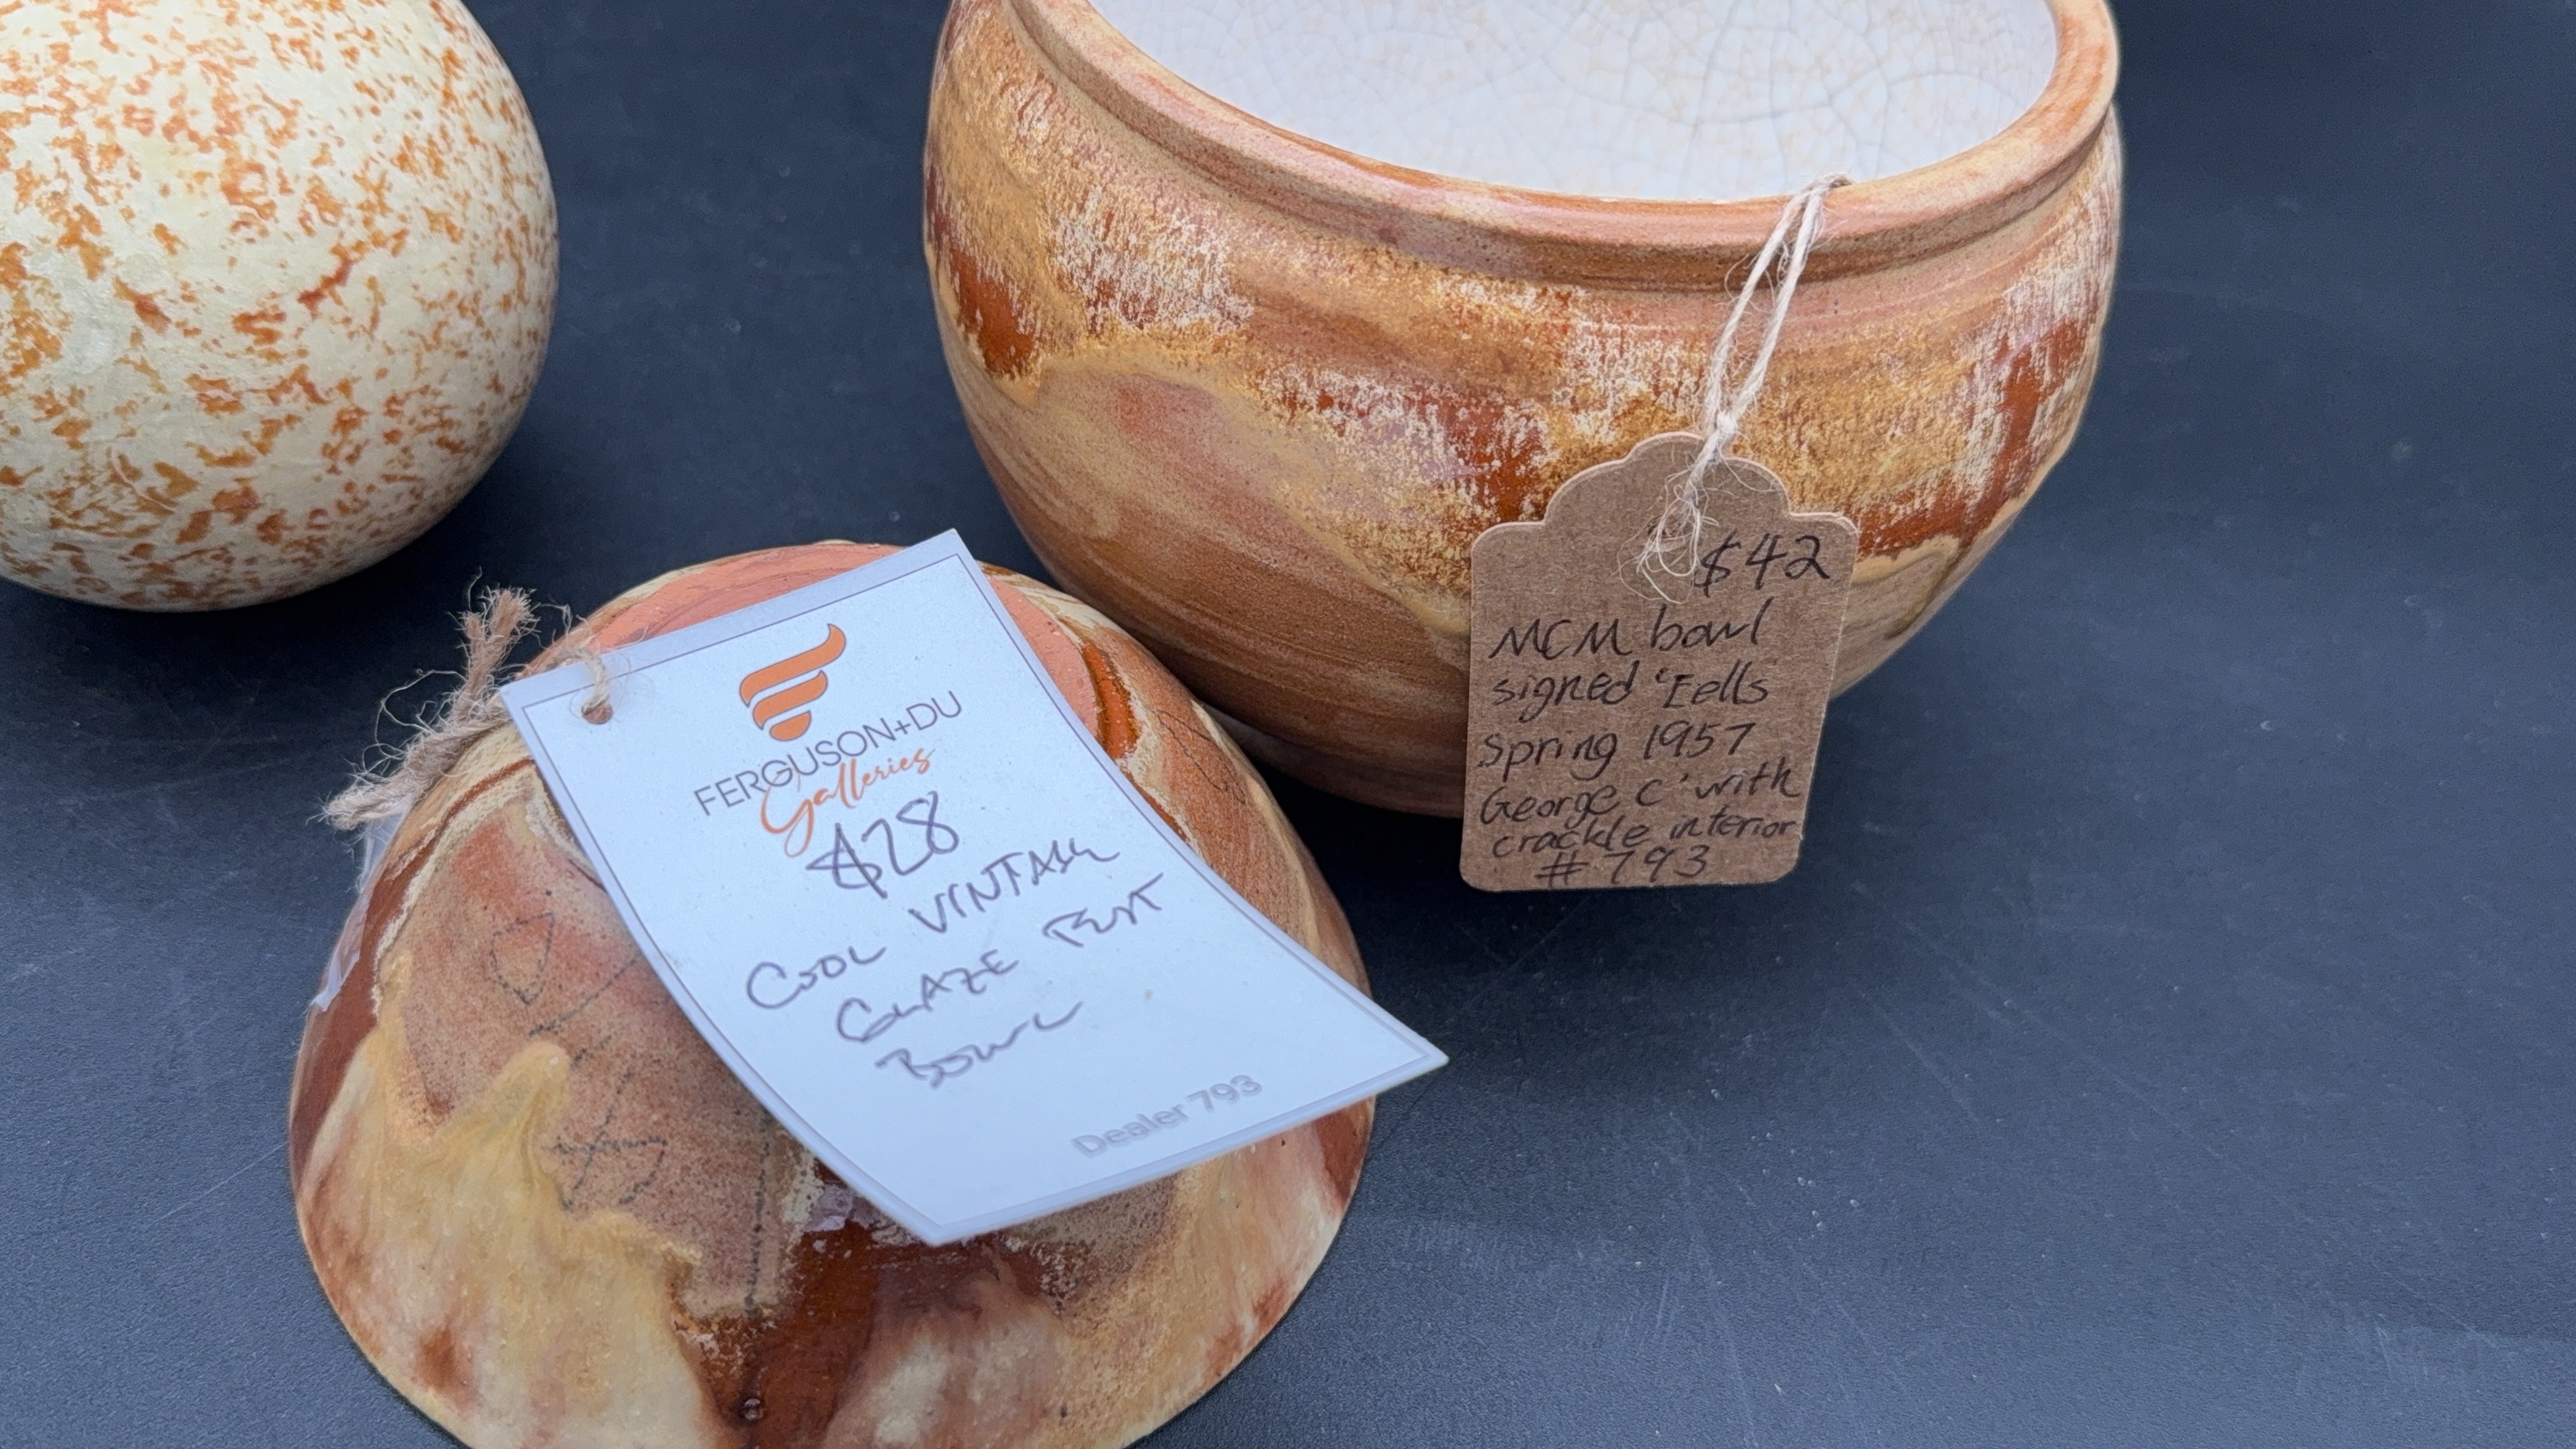 FERGUSON+DU
Galleries
$28
COOL VINTAGE
GLAZE TEST
BOWL
Dealer 793
$42
MCM bowl
signed 'Eells
Spring 1957
George C' with
crackle interior
#793